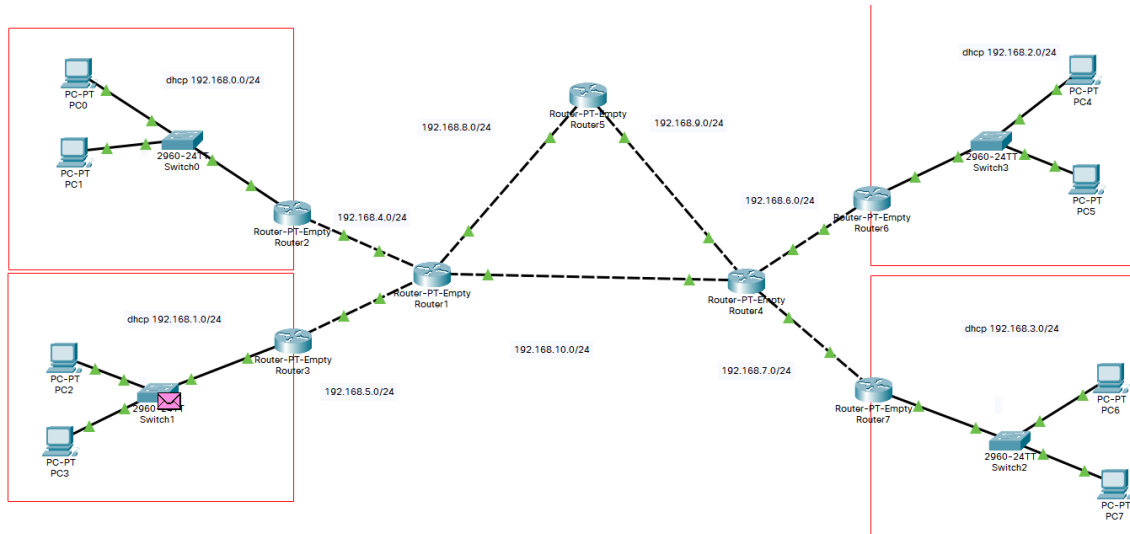 dhcp 192.168.0.0/24
PC-PT
PC0
PC-PT
PC1
2960-24TT
Switch0
Router-PT-Empty
Router2
192.168.4.0/24
192.168.8.0/24
Router-PT-Empty
Router5
192.168.9.0/24
dhcp 192.168.2.0/24
PC-PT
PC4
2960-24TT
Switch3
PC-PT
PC5
192.168.6.0/24
Router-PT-Empty
Router6
Router-PT-Empty
Router1
Router-PT-Empty
Router4
dhcp 192.168.1.0/24
PC-PT
PC2
2960-24TT
Switch1
PC-PT
PC3
Router-PT-Empty
Router3
192.168.5.0/24
192.168.10.0/24
192.168.7.0/24
dhcp 192.168.3.0/24
Router-PT-Empty
Router7
PC-PT
PC6
2960-24TT
Switch2
PC-PT
PC7